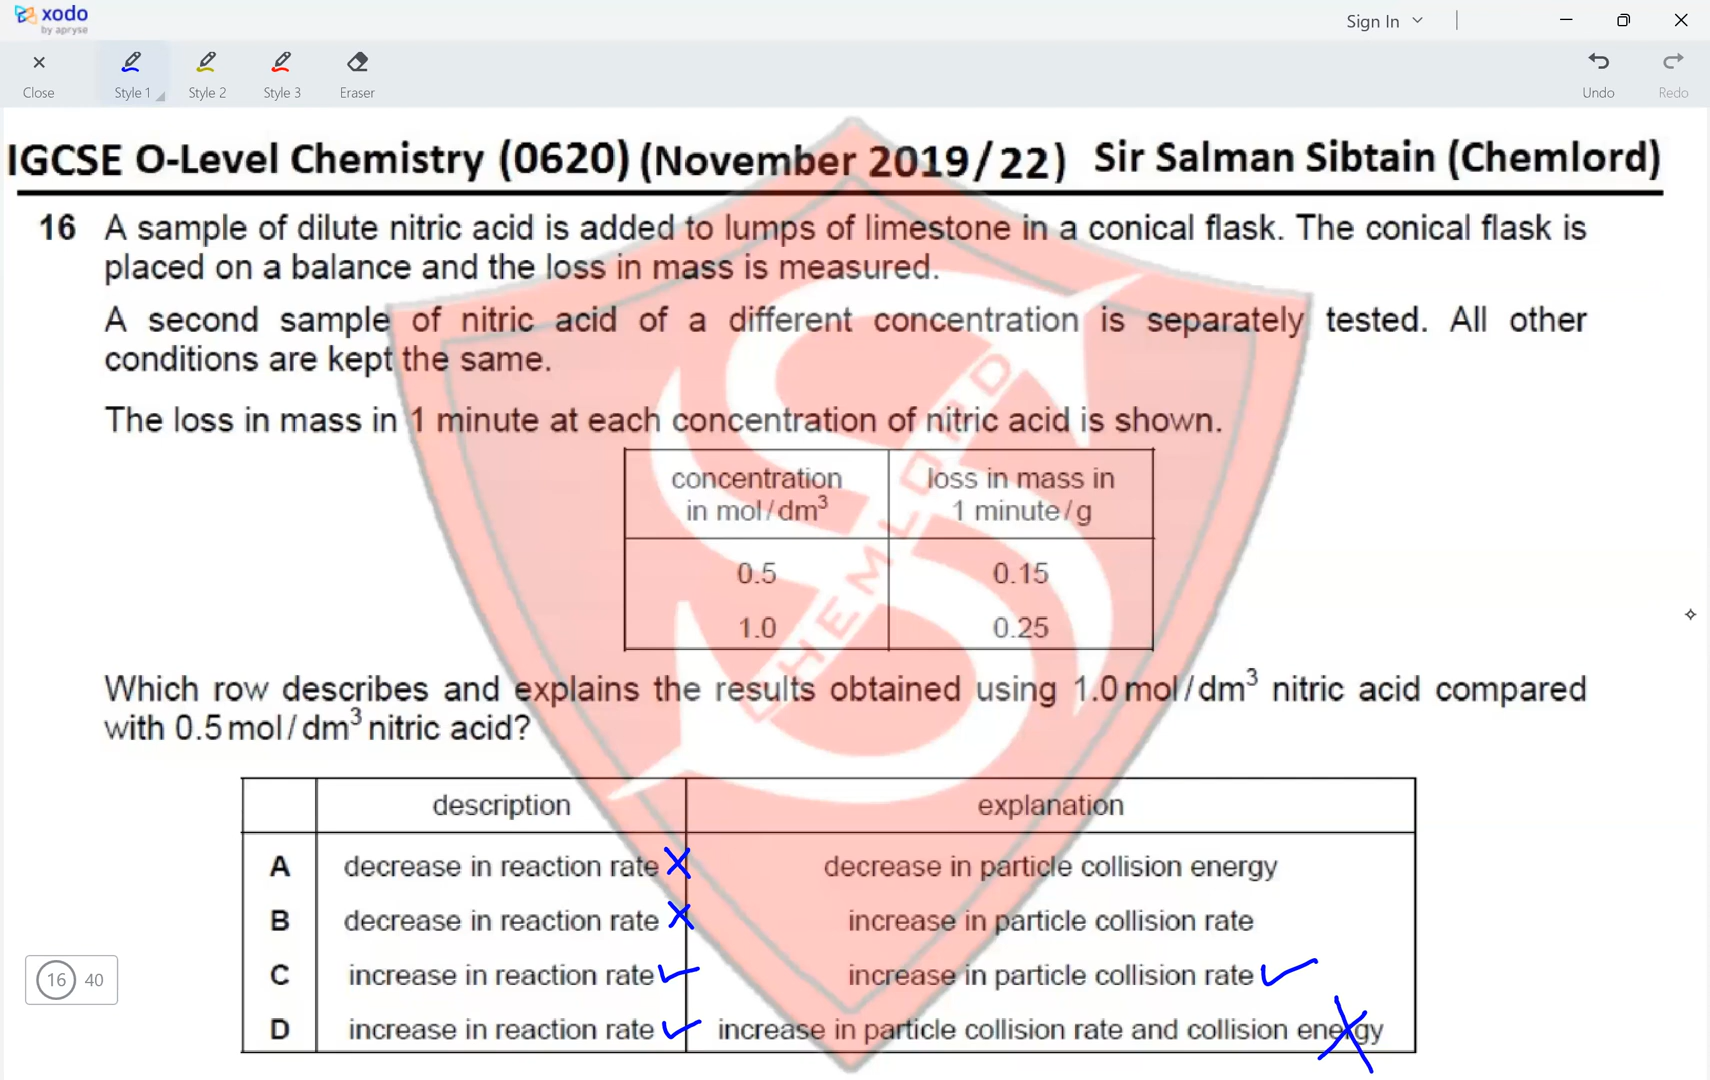 xodo
by apryse
Sign In
Close
Style 1
Style 2
Style 3
Eraser
Undo
Redo
IGCSE O-Level Chemistry (0620) (November 2019/22) Sir Salman Sibtain (Chemlord)
16 A sample of dilute nitric acid is added to lumps of limestone in a conical flask. The conical flask is
placed on a balance and the loss in mass is measured.
A second sample of nitric acid of a different concentration is separately tested. All other
conditions are kept the same.
The loss in mass in 1 minute at each concentration of nitric acid is shown.
concentration in mol/dm³ loss in mass in 1 minute/g
0.5 0.15
1.0 0.25
CHEMLORD
Which row describes and explains the results obtained using 1.0 mol/dm³ nitric acid compared
with 0.5 mol/dm³ nitric acid?
description explanation
A decrease in reaction rate decrease in particle collision energy
B decrease in reaction rate increase in particle collision rate
C increase in reaction rate increase in particle collision rate
D increase in reaction rate increase in particle collision rate and collision energy
16 40